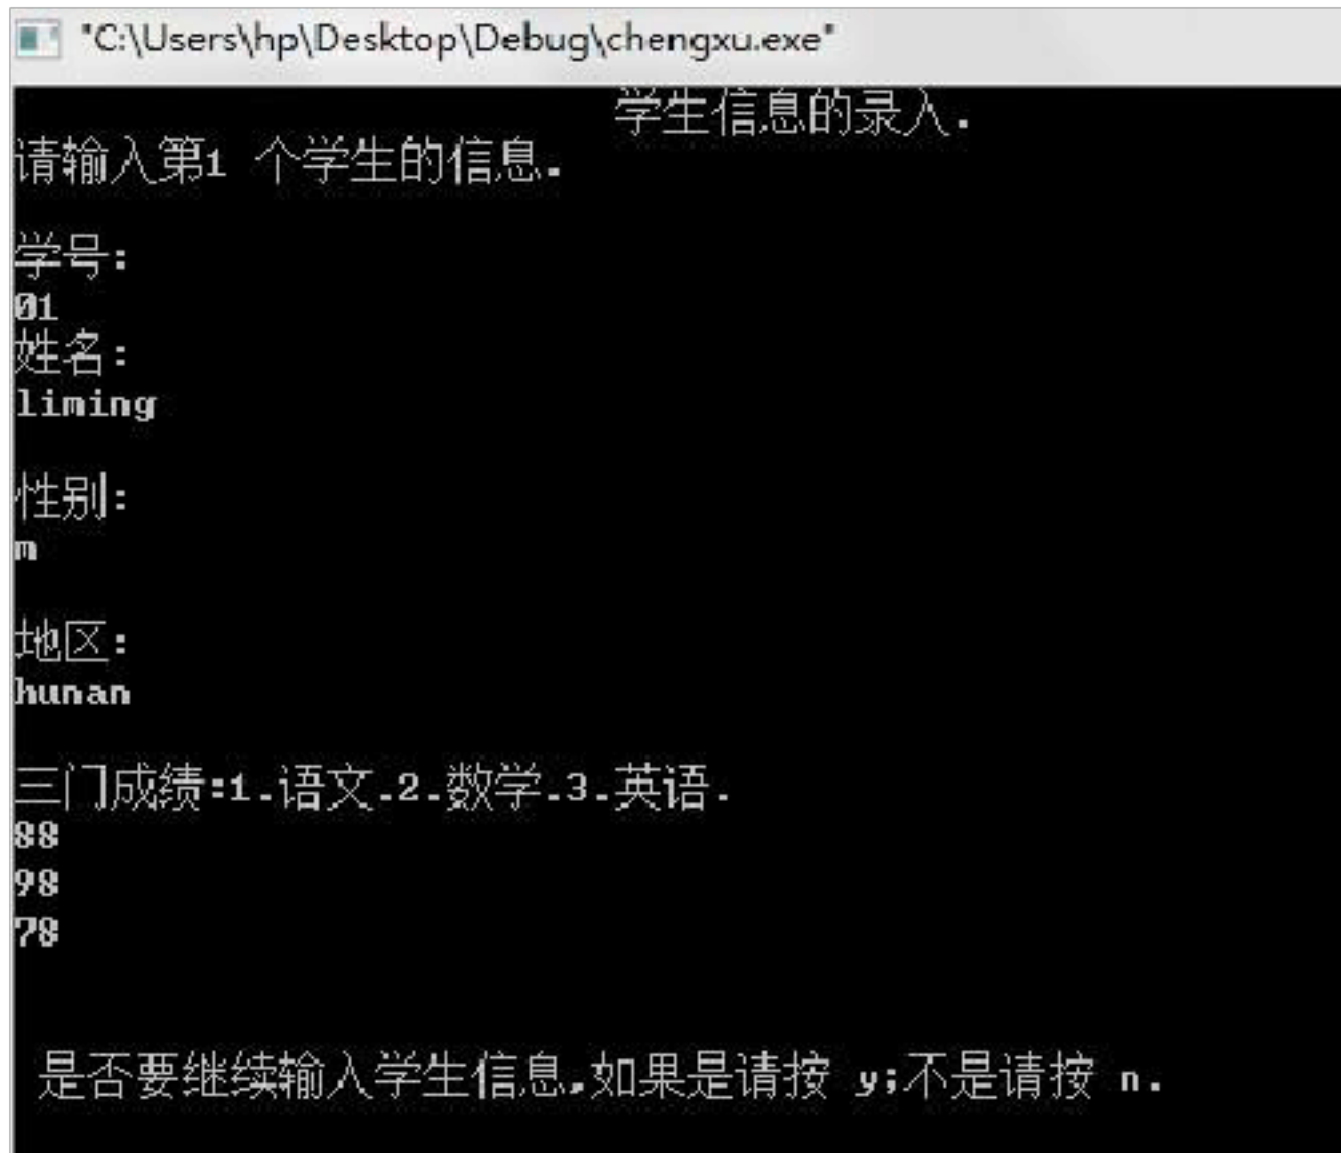 "C:\Users\hp\Desktop\Debug\chengxu.exe"
学生信息的录入.
请输入第1 个学生的信息.
学号:
01
姓名:
liming
性别:
m
地区:
hunan
三门成绩:1.语文.2.数学.3.英语.
88
98
78
是否要继续输入学生信息,如果是请按 y;不是请按 n.